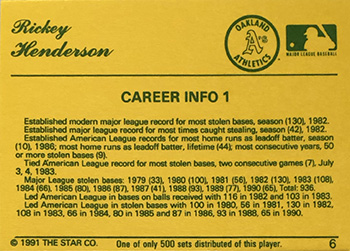 Rickey
Henderson
OAKLAND
A's
ATHLETICS
MAJOR LEAGUE BASEBALL
CAREER INFO 1
Established modern major league record for most stolen bases, season (130), 1982.
Established major league record for most times caught stealing, season (42), 1982.
Established American League records for most home runs as leadoff batter, season
(10), 1986; most home runs as leadoff batter, lifetime (44); most consecutive years, 50
or more stolen bases (9).
Tied American League record for most stolen bases, two consecutive games (7), July
3, 4, 1983.
Major League stolen bases: 1979 (33), 1980 (100), 1981 (56), 1982 (130), 1983 (108),
1984 (66), 1985 (80), 1986 (87), 1987 (41), 1988 (93), 1989 (77), 1990 (65), Total: 936.
Led American League in bases on balls received with 116 in 1982 and 103 in 1983.
Led American League in stolen bases with 100 in 1980, 56 in 1981, 130 in 1982,
108 in 1983, 66 in 1984, 80 in 1985 and 87 in 1986, 93 in 1988, 65 in 1990.
© 1991 THE STAR CO.
One of only 500 sets distributed of this player.
6